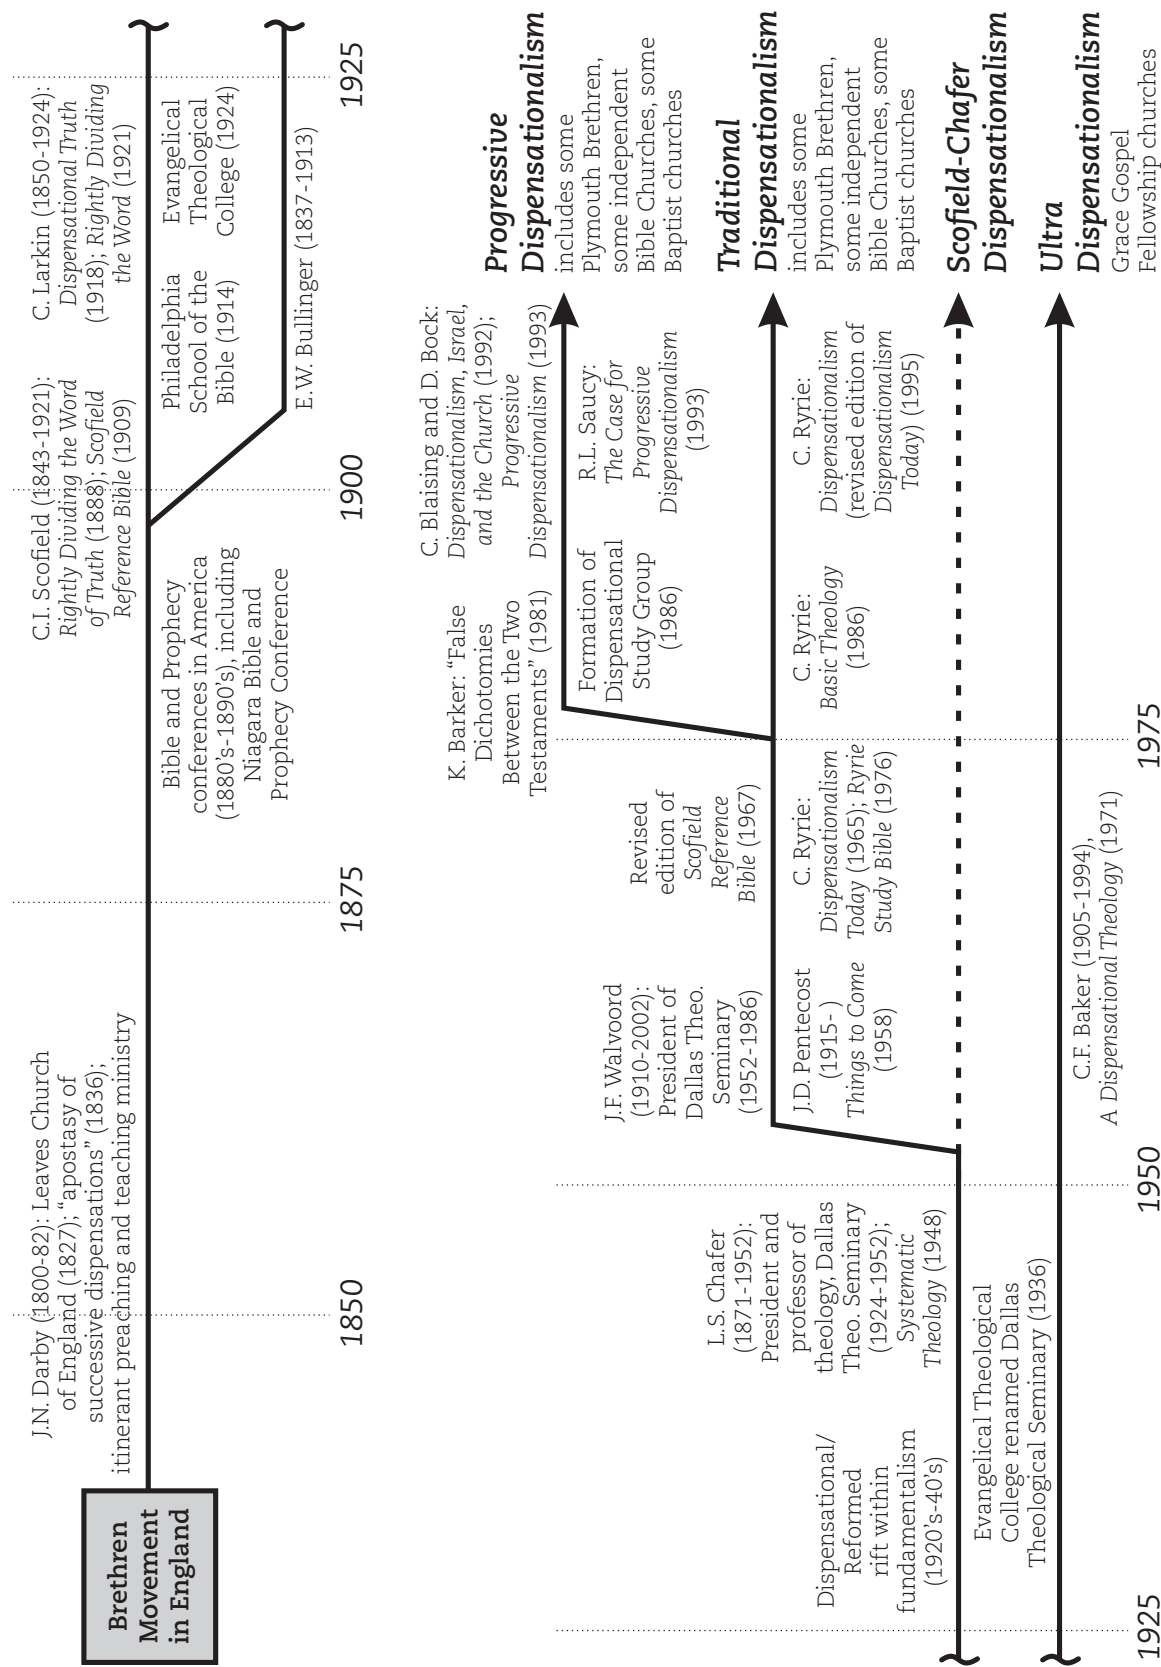 Brethren
Movement
in England
J.N. Darby (1800-82): Leaves Church
of England (1827); “apostasy of
successive dispensations” (1836);
itinerant preaching and teaching ministry
Bible and Prophecy
conferences in America
(1880’s-1890’s), including
Niagara Bible and
Prophecy Conference
C.I. Scofield (1843-1921):
Rightly Dividing the Word
of Truth (1888); Scofield
Reference Bible (1909)
Philadelphia
School of the
Bible (1914)
C. Larkin (1850-1924):
Dispensational Truth
(1918); Rightly Dividing
the Word (1921)
Evangelical
Theological
College (1924)
E.W. Bullinger (1837-1913)
1850
1875
1900
1925
Dispensational/
Reformed
rift within
fundamentalism
(1920’s-40’s)
L.S. Chafer
(1871-1952):
President and
professor of
theology, Dallas
Theo. Seminary
(1924-1952);
Systematic
Theology (1948)
Evangelical Theological
College renamed Dallas
Theological Seminary (1936)
J.F. Walvoord
(1910-2002):
President of
Dallas Theo.
Seminary
(1952-1986)
J.D. Pentecost
(1915- )
Things to Come
(1958)
Revised
edition of
Scofield
Reference
Bible (1967)
C. Ryrie:
Dispensationalism
Today (1965); Ryrie
Study Bible (1976)
C.F. Baker (1905-1994),
A Dispensational Theology (1971)
K. Barker: “False
Dichotomies
Between the Two
Testaments” (1981)
Formation of
Dispensational
Study Group
(1986)
C. Blaising and D. Bock:
Dispensationalism, Israel,
and the Church (1992);
Progressive
Dispensationalism (1993)
R.L. Saucy:
The Case for
Progressive
Dispensationalism
(1993)
C. Ryrie:
Basic Theology
(1986)
C. Ryrie:
Dispensationalism
(revised edition of
Dispensationalism
Today) (1995)
Progressive
Dispensationalism
includes some
Plymouth Brethren,
some independent
Bible Churches, some
Baptist churches
Traditional
Dispensationalism
includes some
Plymouth Brethren,
some independent
Bible Churches, some
Baptist churches
Scofield-Chafer
Dispensationalism
Ultra
Dispensationalism
Grace Gospel
Fellowship churches
1925
1950
1975